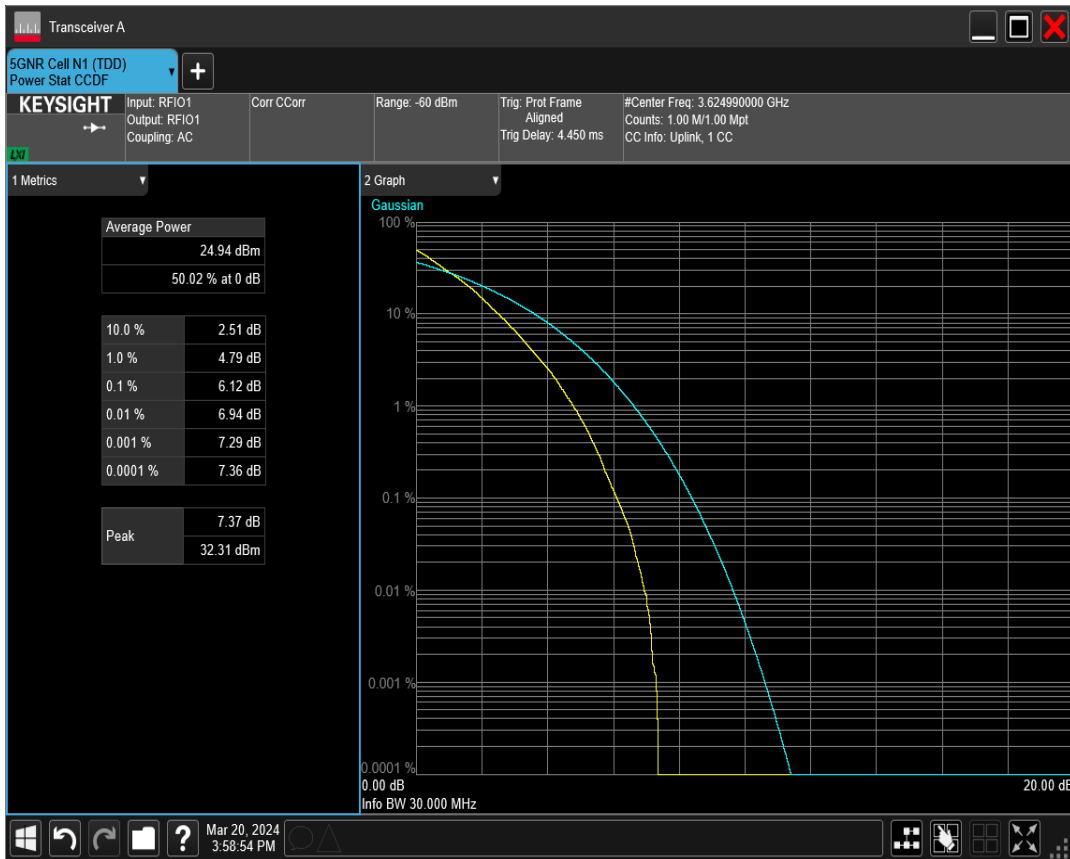 Transceiver A
5GNR Cell N1 (TDD)
Power Stat CCDF
KEYSIGHT
LXI
Input: RFIO1
Output: RFIO1
Coupling: AC
Corr CCorr
Range: -60 dBm
Trig: Prot Frame
Aligned
Trig Delay: 4.450 ms
#Center Freq: 3.624990000 GHz
Counts: 1.00 M/1.00 Mpt
CC Info: Uplink, 1 CC
1 Metrics
Average Power
24.94 dBm
50.02 % at 0 dB
10.0 % 2.51 dB
1.0 % 4.79 dB
0.1 % 6.12 dB
0.01 % 6.94 dB
0.001 % 7.29 dB
0.0001 % 7.36 dB
Peak
7.37 dB
32.31 dBm
2 Graph
Gaussian
100 %
10 %
1 %
0.1 %
0.01 %
0.001 %
0.0001 %
0.00 dB 20.00 dB
Info BW 30.000 MHz
?
Mar 20, 2024
3:58:54 PM